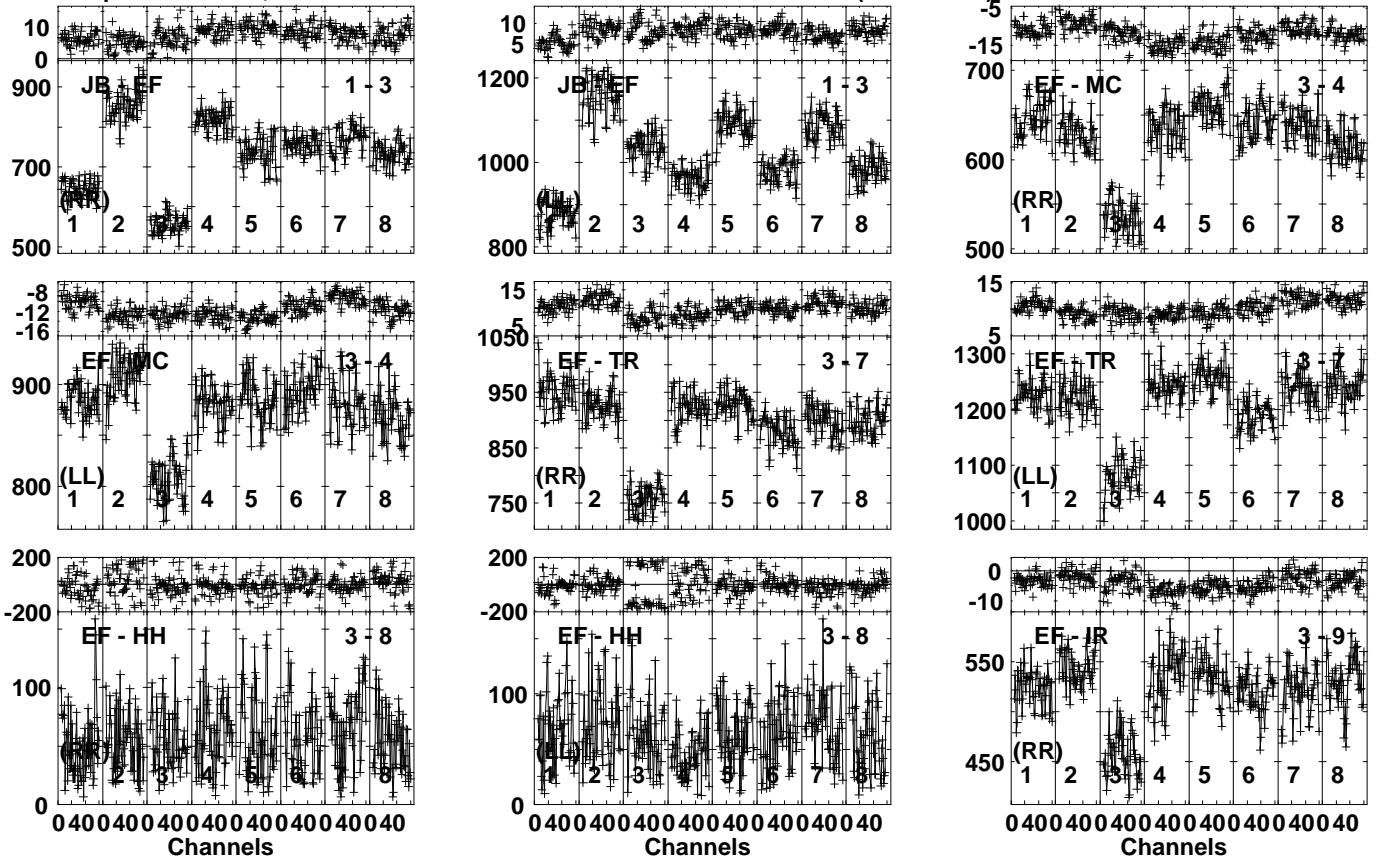 10 0 900 700 500 JB - EF 1 - 3 (RR) 1 2 3 4 5 6 7 8
10 5 1200 1000 800 JB - EF 1 - 3 (LL) 1 2 3 4 5 6 7 8
-5 -15 700 600 500 EF - MC 3 - 4 (RR) 1 2 3 4 5 6 7 8
-8 -12 -16 900 800 EF - MC 3 - 4 (LL) 1 2 3 4 5 6 7 8
15 5 1050 950 850 750 EF - TR 3 - 7 (RR) 1 2 3 4 5 6 7 8
15 5 1300 1200 1100 1000 EF - TR 3 - 7 (LL) 1 2 3 4 5 6 7 8
200 -200 100 0 EF - HH 3 - 8 (RR) 1 2 3 4 5 6 7 8
200 -200 100 0 EF - HH 3 - 8 (LL) 1 2 3 4 5 6 7 8
0 -10 550 450 EF - IR 3 - 9 (RR) 1 2 3 4 5 6 7 8
0 40 0 40 0 40 0 40 0 40 0 40 0 40 0 40
Channels
0 40 0 40 0 40 0 40 0 40 0 40 0 40 0 40
Channels
0 40 0 40 0 40 0 40 0 40 0 40 0 40 0 40
Channels